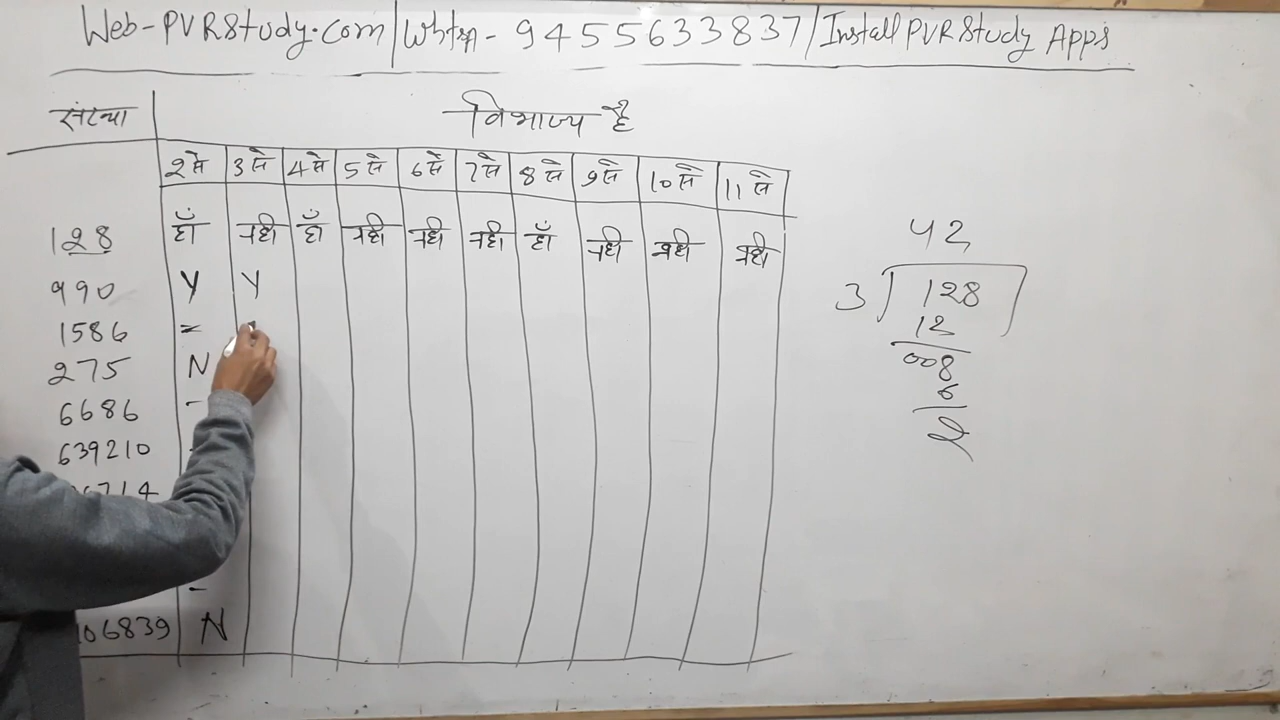 Web-PVRStudy.com/Whtsp-9455633837/Install PVR Study Apps
संख्या विभाज्य है
2 से 3 से 4 से 5 से 6 से 7 से 8 से 9 से 10 से 11 से
128 हाँ नही हाँ नही नही नही हाँ नही नही नही
990 Y Y
1586 -
275 N
6686 -
639210 -
714
-
106839 N
42
3 128
12
008
6
2